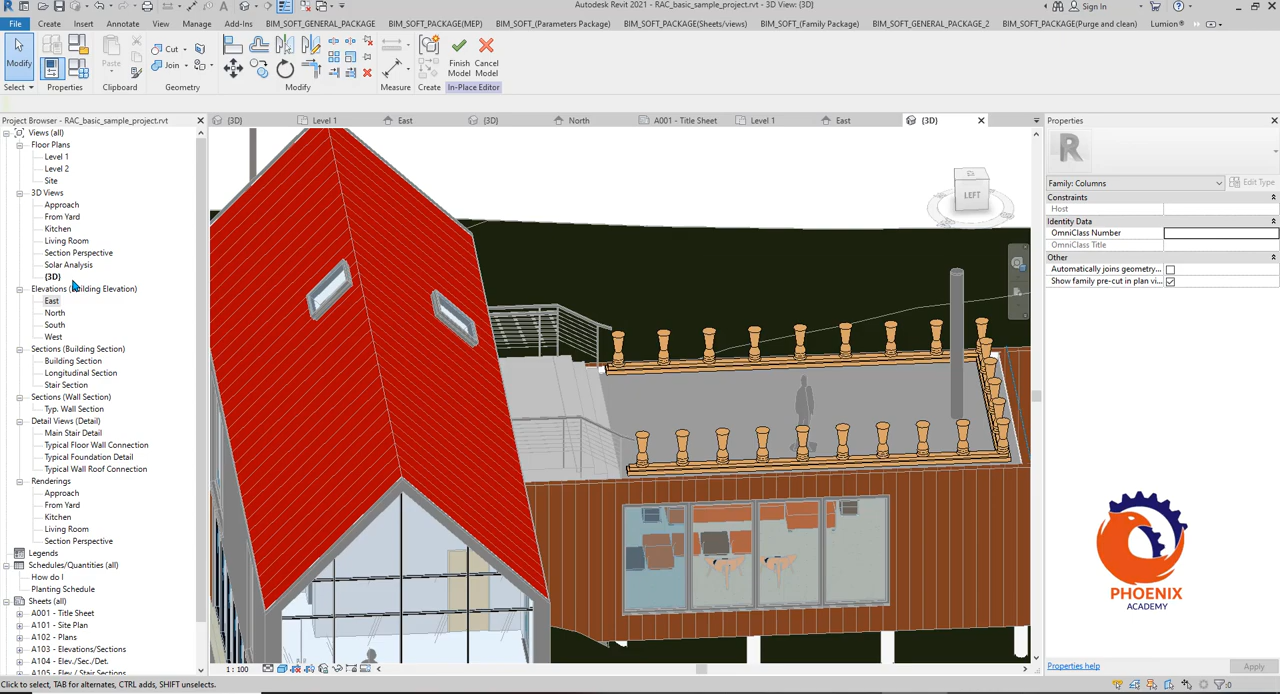 Autodesk Revit 2021 - RAC_basic_sample_project.rvt - 3D View: {3D}
Sign In
File Create Annotate Insert View Manage Add-Ins BIM_SOFT_GENERAL_PACKAGE BIM_SOFT_PACKAGE(MEP) BIM_SOFT_(Parameters Package) BIM_SOFT_PACKAGE(Sheets/views) BIM_SOFT_(Family Package) BIM_SOFT_GENERAL_PACKAGE_2 BIM_SOFT_PACKAGE(Purge and clean) Lumion®
Modify
Paste
Cut
Join
Finish Model
Cancel Model
Select Properties Clipboard Geometry Modify Measure Create In-Place Editor
Project Browser - RAC_basic_sample_project.rvt
{3D} Level 1 East {3D} North A001 - Title Sheet Level 1 East {3D}
Properties
Views (all)
Floor Plans
Level 1
Level 2
Site
3D Views
Approach
From Yard
Kitchen
Living Room
Section Perspective
Solar Analysis
{3D}
Elevations (Building Elevation)
East
North
South
West
Sections (Building Section)
Building Section
Longitudinal Section
Stair Section
Sections (Wall Section)
Typ. Wall Section
Detail Views (Detail)
Main Stair Detail
Typical Floor Wall Connection
Typical Foundation Detail
Typical Wall Roof Connection
Renderings
Approach
From Yard
Kitchen
Living Room
Section Perspective
Legends
Schedules/Quantities (all)
How do I
Planting Schedule
Sheets (all)
A001 - Title Sheet
A101 - Site Plan
A102 - Plans
A103 - Elevations/Sections
A104 - Elev./Sec./Det.
A105 - Elev / Stair Sections
LEFT
Family: Columns
Edit Type
Constraints
Host
Identity Data
OmniClass Number
OmniClass Title
Other
Automatically joins geometry...
Show family pre-cut in plan vi...
PHOENIX
ACADEMY
Properties help
Apply
1 : 100
Click to select, TAB for alternates, CTRL adds, SHIFT unselects.
:0